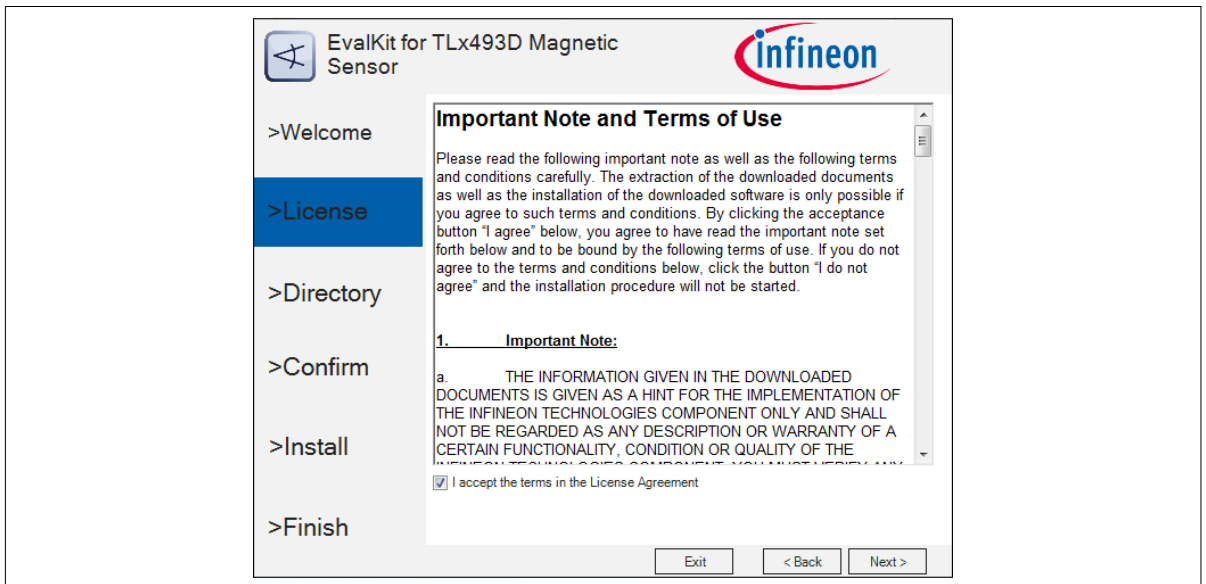 EvalKit for TLx493D Magnetic
Sensor
infineon
>Welcome
>License
>Directory
>Confirm
>Install
>Finish
Important Note and Terms of Use
Please read the following important note as well as the following terms
and conditions carefully. The extraction of the downloaded documents
as well as the installation of the downloaded software is only possible if
you agree to such terms and conditions. By clicking the acceptance
button “I agree” below, you agree to have read the important note set
forth below and to be bound by the following terms of use. If you do not
agree to the terms and conditions below, click the button “I do not
agree” and the installation procedure will not be started.
1. Important Note:
a. THE INFORMATION GIVEN IN THE DOWNLOADED
DOCUMENTS IS GIVEN AS A HINT FOR THE IMPLEMENTATION OF
THE INFINEON TECHNOLOGIES COMPONENT ONLY AND SHALL
NOT BE REGARDED AS ANY DESCRIPTION OR WARRANTY OF A
CERTAIN FUNCTIONALITY, CONDITION OR QUALITY OF THE
INFINEON TECHNOLOGIES COMPONENT. YOU MUST VERIFY ANY
I accept the terms in the License Agreement
Exit
< Back
Next >